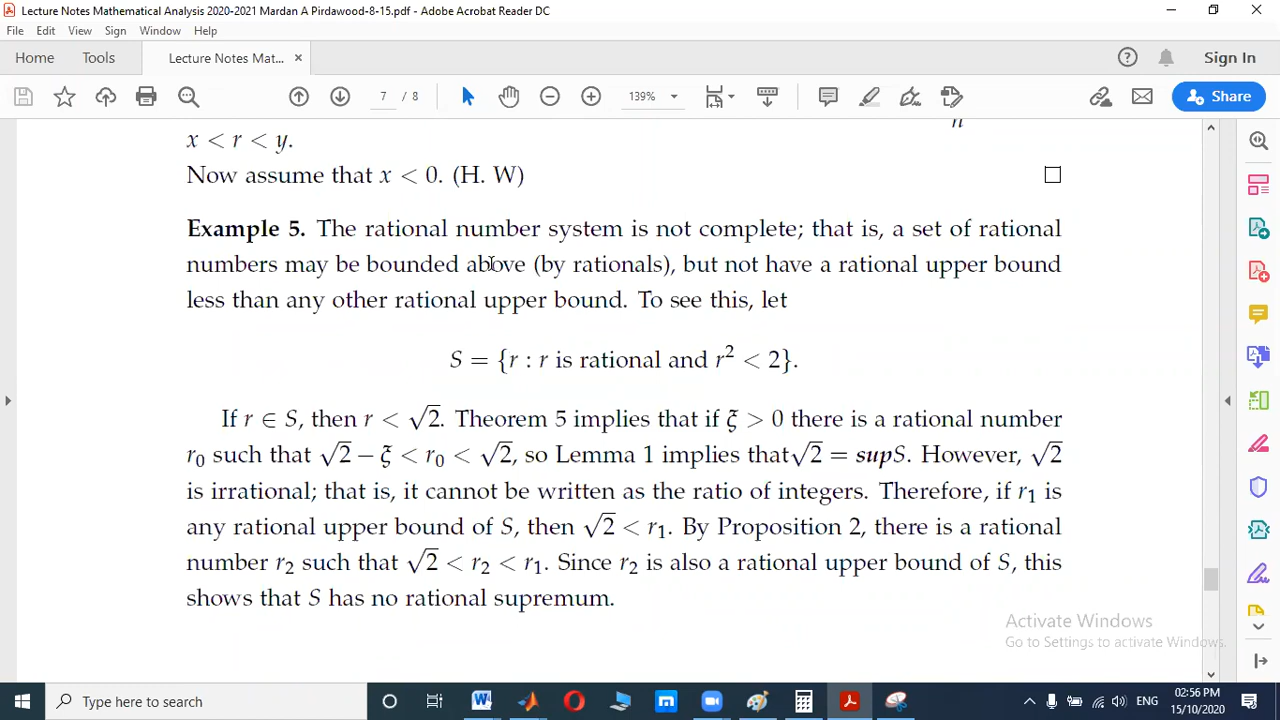 Lecture Notes Mathematical Analysis 2020-2021 Mardan A Pirdawood-8-15.pdf - Adobe Acrobat Reader DC
File Edit View Sign Window Help
Home Tools Lecture Notes Mat... ×
Sign In
7 / 8 139% Share
n
x < r < y.
Now assume that x < 0. (H. W) □
Example 5. The rational number system is not complete; that is, a set of rational
numbers may be bounded above (by rationals), but not have a rational upper bound
less than any other rational upper bound. To see this, let
S = {r : r is rational and r² < 2}.
If r ∈ S, then r < √2. Theorem 5 implies that if ξ > 0 there is a rational number
r₀ such that √2 − ξ < r₀ < √2, so Lemma 1 implies that√2 = supS. However, √2
is irrational; that is, it cannot be written as the ratio of integers. Therefore, if r₁ is
any rational upper bound of S, then √2 < r₁. By Proposition 2, there is a rational
number r₂ such that √2 < r₂ < r₁. Since r₂ is also a rational upper bound of S, this
shows that S has no rational supremum.
Activate Windows
Go to Settings to activate Windows.
Type here to search
ENG
02:56 PM
15/10/2020